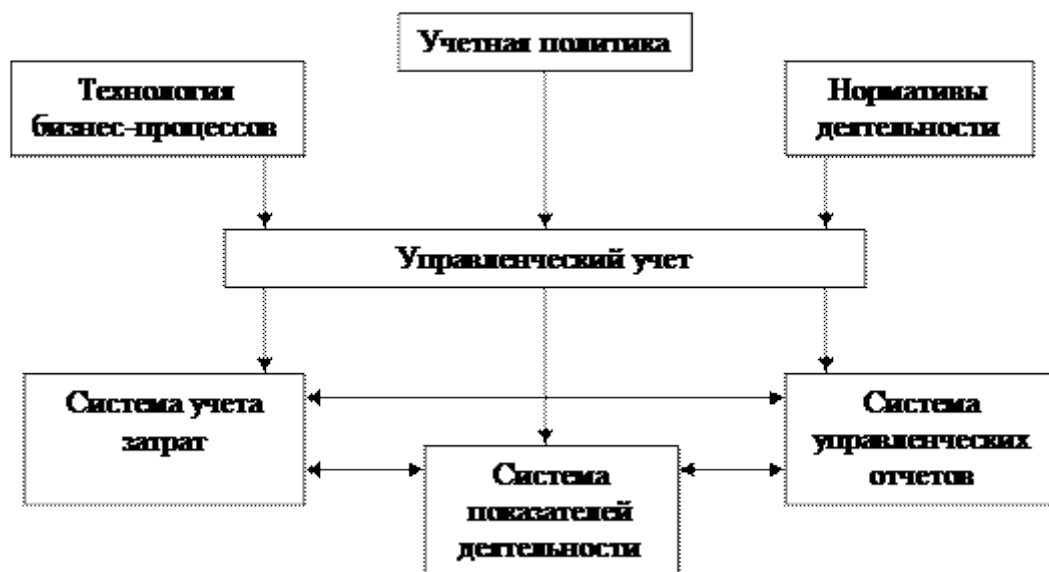 Учетная политика
Технология
бизнес-процессов
Нормативы
деятельности
Управленческий учет
Система учета
затрат
Система
показателей
деятельности
Система
управленческих
отчетов